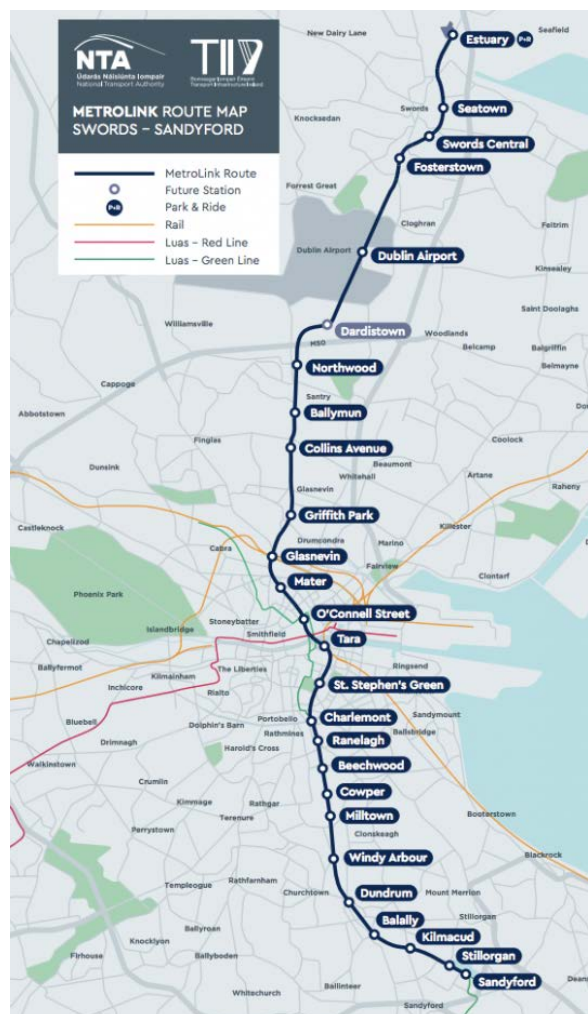 NTA
Údarás Náisiúnta Iompair
National Transport Authority
TII
Bonneagar Iompair Éireann
Transport Infrastructure Ireland
METROLINK ROUTE MAP
SWORDS – SANDYFORD
MetroLink Route
Future Station
P+R Park & Ride
Rail
Luas – Red Line
Luas – Green Line
New Dairy Lane
Seafield
Estuary P+R
Swords
Seatown
Knocksedan
Swords Central
Fosterstown
Forrest Great
Cloghran
Feltrim
Dublin Airport
Dublin Airport
Kinsealey
Saint Doolaghs
Williamsville
Dardistown
Woodlands
M50
Belcamp
Balgriffin
Belmayne
Northwood
Cappoge
Santry
Abbotstown
Ballymun
Finglas
Coolock
Collins Avenue
Dunsink
Beaumont
Whitehall
Artane
Raheny
Glasnevin
Griffith Park
Killester
Castleknock
Drumcondra
Marino
Cabra
Glasnevin
Fairview
Clontarf
Mater
Phoenix Park
O'Connell Street
Stoneybatter
Islandbridge
Smithfield
Chapelizod
Tara
Ballyfermot
The Liberties
Ringsend
Kilmainham
Inchicore
Rialto
St. Stephen's Green
Bluebell
Dolphin's Barn
Portobello
Charlemont
Sandymount
Drimnagh
Rathmines
Ballsbridge
Harold's Cross
Ranelagh
Walkinstown
Beechwood
Crumlin
Kimmage
Rathgar
Cowper
Terenure
Milltown
Booterstown
Perrystown
Clonskeagh
Windy Arbour
Blackrock
Templeogue
Rathfarnham
Churchtown
Dundrum
Mount Merrion
Stillorgan
Ballyroan
Balally
Knocklyon
Kilmacud
Firhouse
Ballyboden
Stillorgan
Sandyford
Whitechurch
Ballinteer
Sandyford